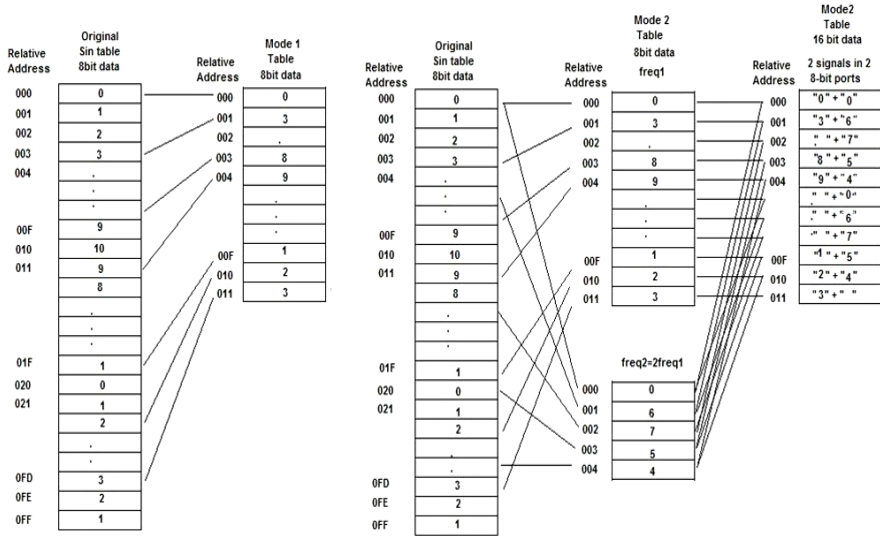 Original
Sin table
8bit data
Relative
Address
000 0
001 1
002 2
003 3
004 .
.
.
00F 9
010 10
011 9
8
.
.
.
01F 1
020 0
021 1
2
.
.
0FD 3
0FE 2
0FF 1
Mode 1
Table
8bit data
Relative
Address
000 0
001 3
002 .
003 8
004 9
.
.
.
00F 1
010 2
011 3
Original
Sin table
8bit data
Relative
Address
000 0
001 1
002 2
003 3
004 .
.
.
00F 9
010 10
011 9
8
.
.
.
01F 1
020 0
021 1
2
.
.
0FD 3
0FE 2
0FF 1
Mode 2
Table
8bit data
freq1
Relative
Address
000 0
001 3
002 .
003 8
004 9
.
.
.
00F 1
010 2
011 3
freq2=2freq1
000 0
001 6
002 7
003 5
004 4
Mode2
Table
16 bit data
2 signals in 2
8-bit ports
Relative
Address
000 "0" + "0"
001 "3" + "6"
002 ". " + "7"
003 "8" + "5"
004 "9" + "4"
". " + "0"
". " + "6"
". " + "7"
00F "1" + "5"
010 "2" + "4"
011 "3" + " "